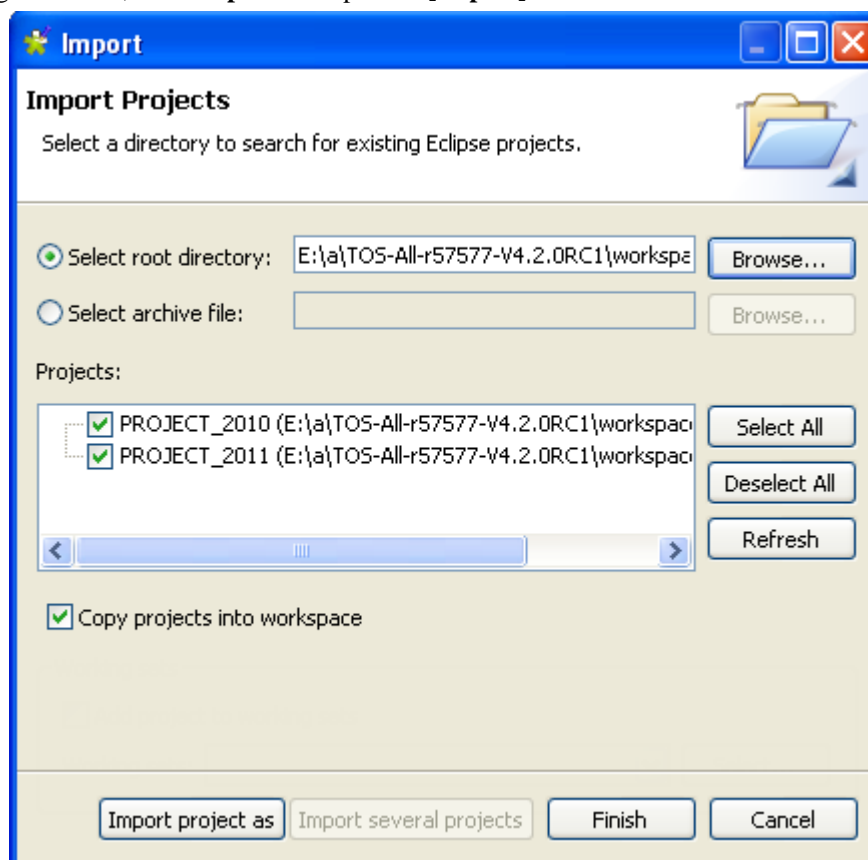 Import
Import Projects
Select a directory to search for existing Eclipse projects.
Select root directory: E:\a\TOS-All-r57577-V4.2.0RC1\workspa Browse...
Select archive file: Browse...
Projects:
PROJECT_2010 (E:\a\TOS-All-r57577-V4.2.0RC1\workspac Select All
PROJECT_2011 (E:\a\TOS-All-r57577-V4.2.0RC1\workspac
Deselect All
Refresh
Copy projects into workspace
Import project as Import several projects Finish Cancel